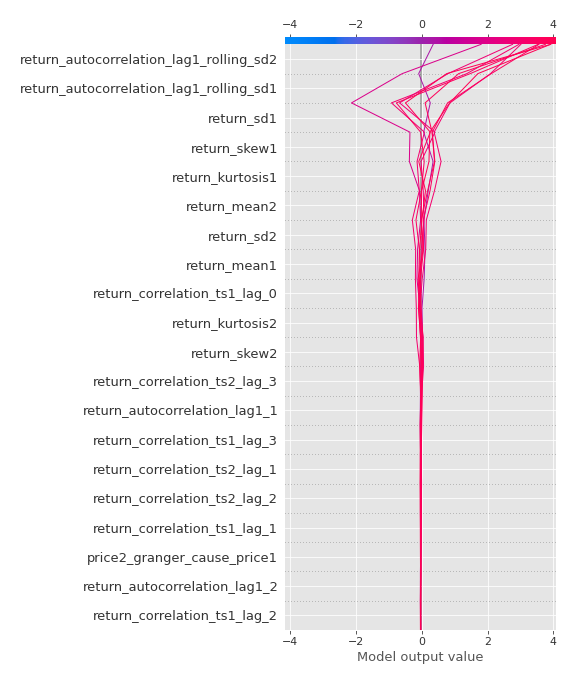 −4 −2 0 2 4
return_autocorrelation_lag1_rolling_sd2
return_autocorrelation_lag1_rolling_sd1
return_sd1
return_skew1
return_kurtosis1
return_mean2
return_sd2
return_mean1
return_correlation_ts1_lag_0
return_kurtosis2
return_skew2
return_correlation_ts2_lag_3
return_autocorrelation_lag1_1
return_correlation_ts1_lag_3
return_correlation_ts2_lag_1
return_correlation_ts2_lag_2
return_correlation_ts1_lag_1
price2_granger_cause_price1
return_autocorrelation_lag1_2
return_correlation_ts1_lag_2
−4 −2 0 2 4
Model output value